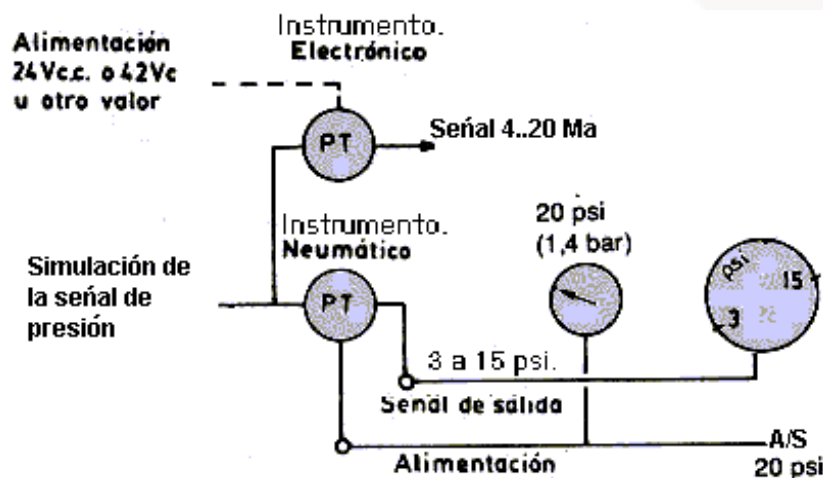 Alimentación
24Vc.c. o 42Vc
u otro valor
Instrumento.
Electrónico
PT
Señal 4..20 Ma
Instrumento.
Neumático
PT
Simulación de
la señal de
presión
20 psi
(1,4 bar)
psi
15
3
3 a 15 psi.
Señal de salida
A/S
Alimentación
20 psi